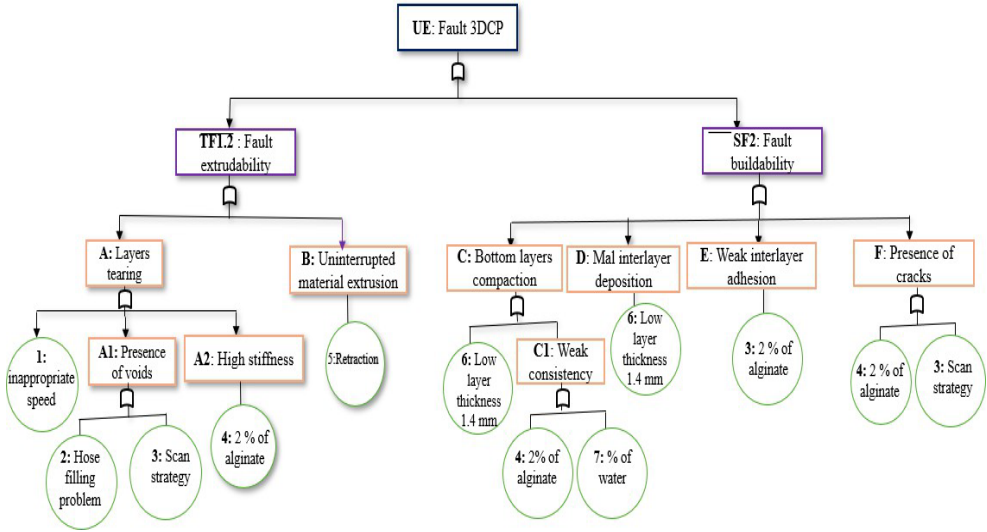 UE: Fault 3DCP
TF1.2 : Fault
extrudability
SF2: Fault
buildability
A: Layers
tearing
B: Uninterrupted
material extrusion
C: Bottom layers
compaction
D: Mal interlayer
deposition
E: Weak interlayer
adhesion
F: Presence of
cracks
1:
inappropriate
speed
A1: Presence
of voids
A2: High stiffness
5:Retraction
6: Low
layer
thickness
1.4 mm
C1: Weak
consistency
6: Low
layer
thickness
1.4 mm
3: 2 % of
alginate
4: 2 % of
alginate
3: Scan
strategy
2: Hose
filling
problem
3: Scan
strategy
4: 2 % of
alginate
4: 2% of
alginate
7: % of
water